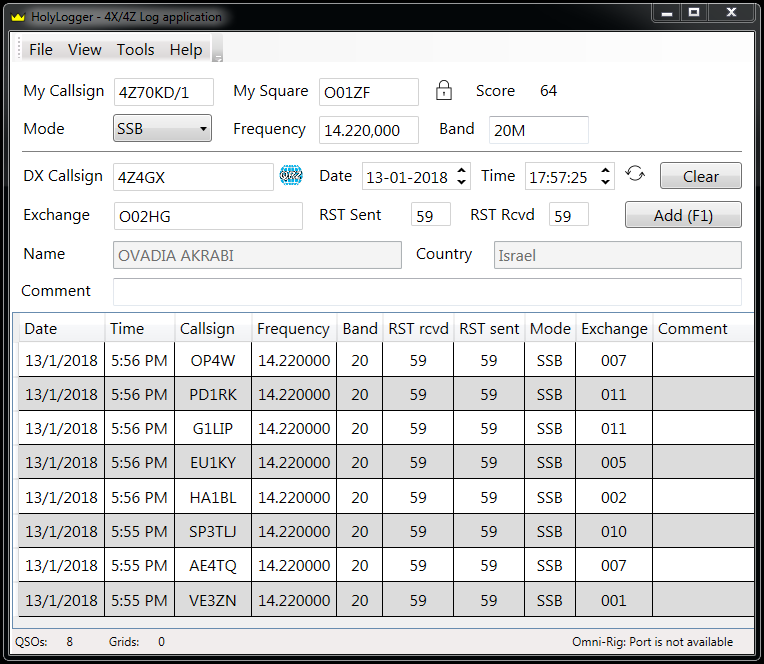 HolyLogger - 4X/4Z Log application
File View Tools Help
My Callsign 4Z70KD/1 My Square O01ZF Score 64
Mode SSB Frequency 14.220,000 Band 20M
DX Callsign 4Z4GX QRZ Date 13-01-2018 Time 17:57:25 Clear
Exchange O02HG RST Sent 59 RST Rcvd 59 Add (F1)
Name OVADIA AKRABI Country Israel
Comment
Date Time Callsign Frequency Band RST rcvd RST sent Mode Exchange Comment
13/1/2018 5:56 PM OP4W 14.220000 20 59 59 SSB 007
13/1/2018 5:56 PM PD1RK 14.220000 20 59 59 SSB 011
13/1/2018 5:56 PM G1LIP 14.220000 20 59 59 SSB 011
13/1/2018 5:56 PM EU1KY 14.220000 20 59 59 SSB 005
13/1/2018 5:56 PM HA1BL 14.220000 20 59 59 SSB 002
13/1/2018 5:55 PM SP3TLJ 14.220000 20 59 59 SSB 010
13/1/2018 5:55 PM AE4TQ 14.220000 20 59 59 SSB 007
13/1/2018 5:55 PM VE3ZN 14.220000 20 59 59 SSB 001
QSOs: 8 Grids: 0 Omni-Rig: Port is not available